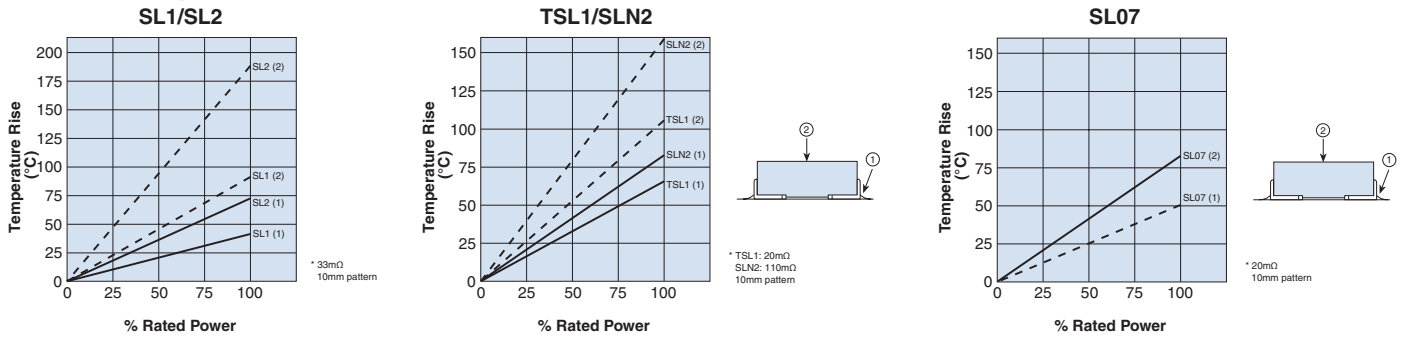 SL1/SL2
Temperature Rise
(°C)
200
175
150
125
100
75
50
25
0
0 25 50 75 100
% Rated Power
SL2 (2)
SL1 (2)
SL2 (1)
SL1 (1)
* 33mΩ
10mm pattern
TSL1/SLN2
Temperature Rise
(°C)
150
125
100
75
50
25
0
0 25 50 75 100
% Rated Power
SLN2 (2)
TSL1 (2)
SLN2 (1)
TSL1 (1)
2
1
* TSL1: 20mΩ
SLN2: 110mΩ
10mm pattern
SL07
Temperature Rise
(°C)
150
125
100
75
50
25
0
0 25 50 75 100
% Rated Power
SL07 (2)
SL07 (1)
2
1
* 20mΩ
10mm pattern